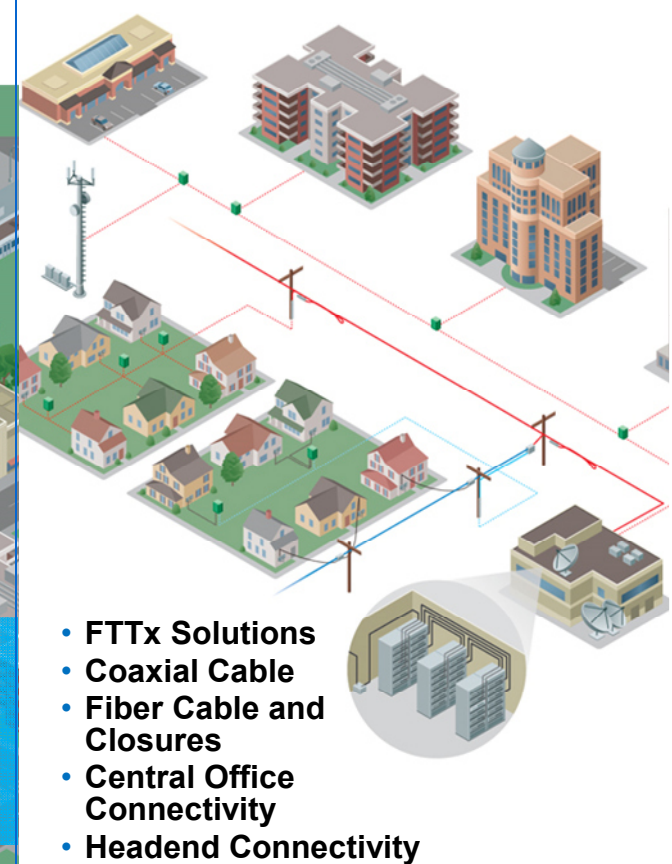 • FTTx Solutions
• Coaxial Cable
• Fiber Cable and
Closures
• Central Office
Connectivity
• Headend Connectivity